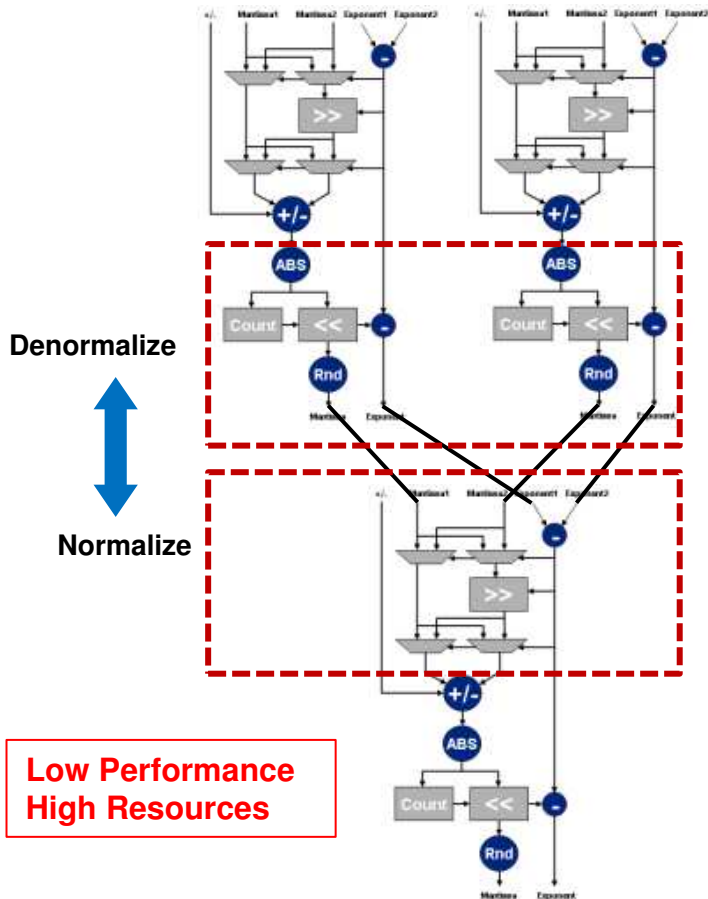 +/- Mantissa1 Mantissa2 Exponent1 Exponent2
+/- Mantissa1 Mantissa2 Exponent1 Exponent2
-
-
>>
>>
+/-
+/-
ABS
ABS
Count << -
Count << -
Denormalize
Rnd
Rnd
Mantissa Exponent
Mantissa Exponent
+/- Mantissa1 Mantissa2 Exponent1 Exponent2
-
Normalize
>>
+/-
ABS
Low Performance
High Resources
Count << -
Rnd
Mantissa Exponent